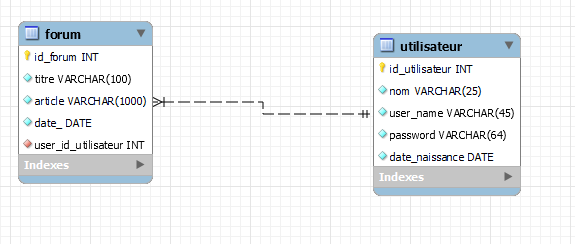 forum
id_forum INT
titre VARCHAR(100)
article VARCHAR(1000)
date_ DATE
user_id_utilisateur INT
Indexes
utilisateur
id_utilisateur INT
nom VARCHAR(25)
user_name VARCHAR(45)
password VARCHAR(64)
date_naissance DATE
Indexes